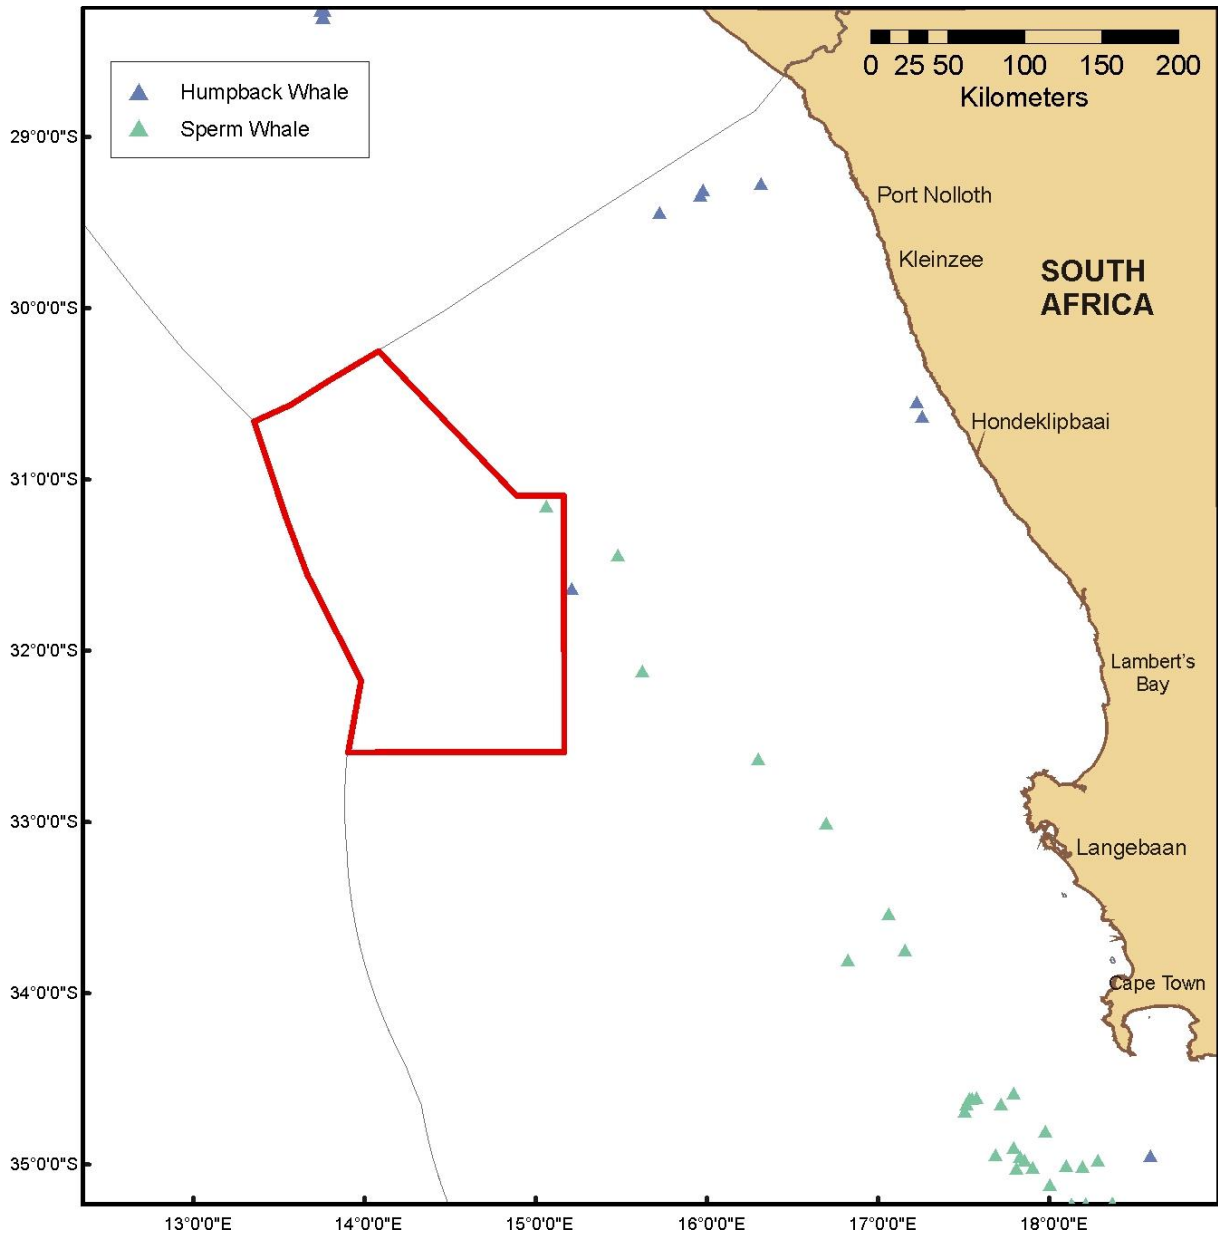 0 25 50 100 150 200
Kilometers
Humpback Whale
Sperm Whale
29°0'0"S
30°0'0"S
31°0'0"S
32°0'0"S
33°0'0"S
34°0'0"S
35°0'0"S
Port Nolloth
Kleinzee
SOUTH
AFRICA
Hondeklipbaai
Lambert's
Bay
Langebaan
Cape Town
13°0'0"E
14°0'0"E
15°0'0"E
16°0'0"E
17°0'0"E
18°0'0"E